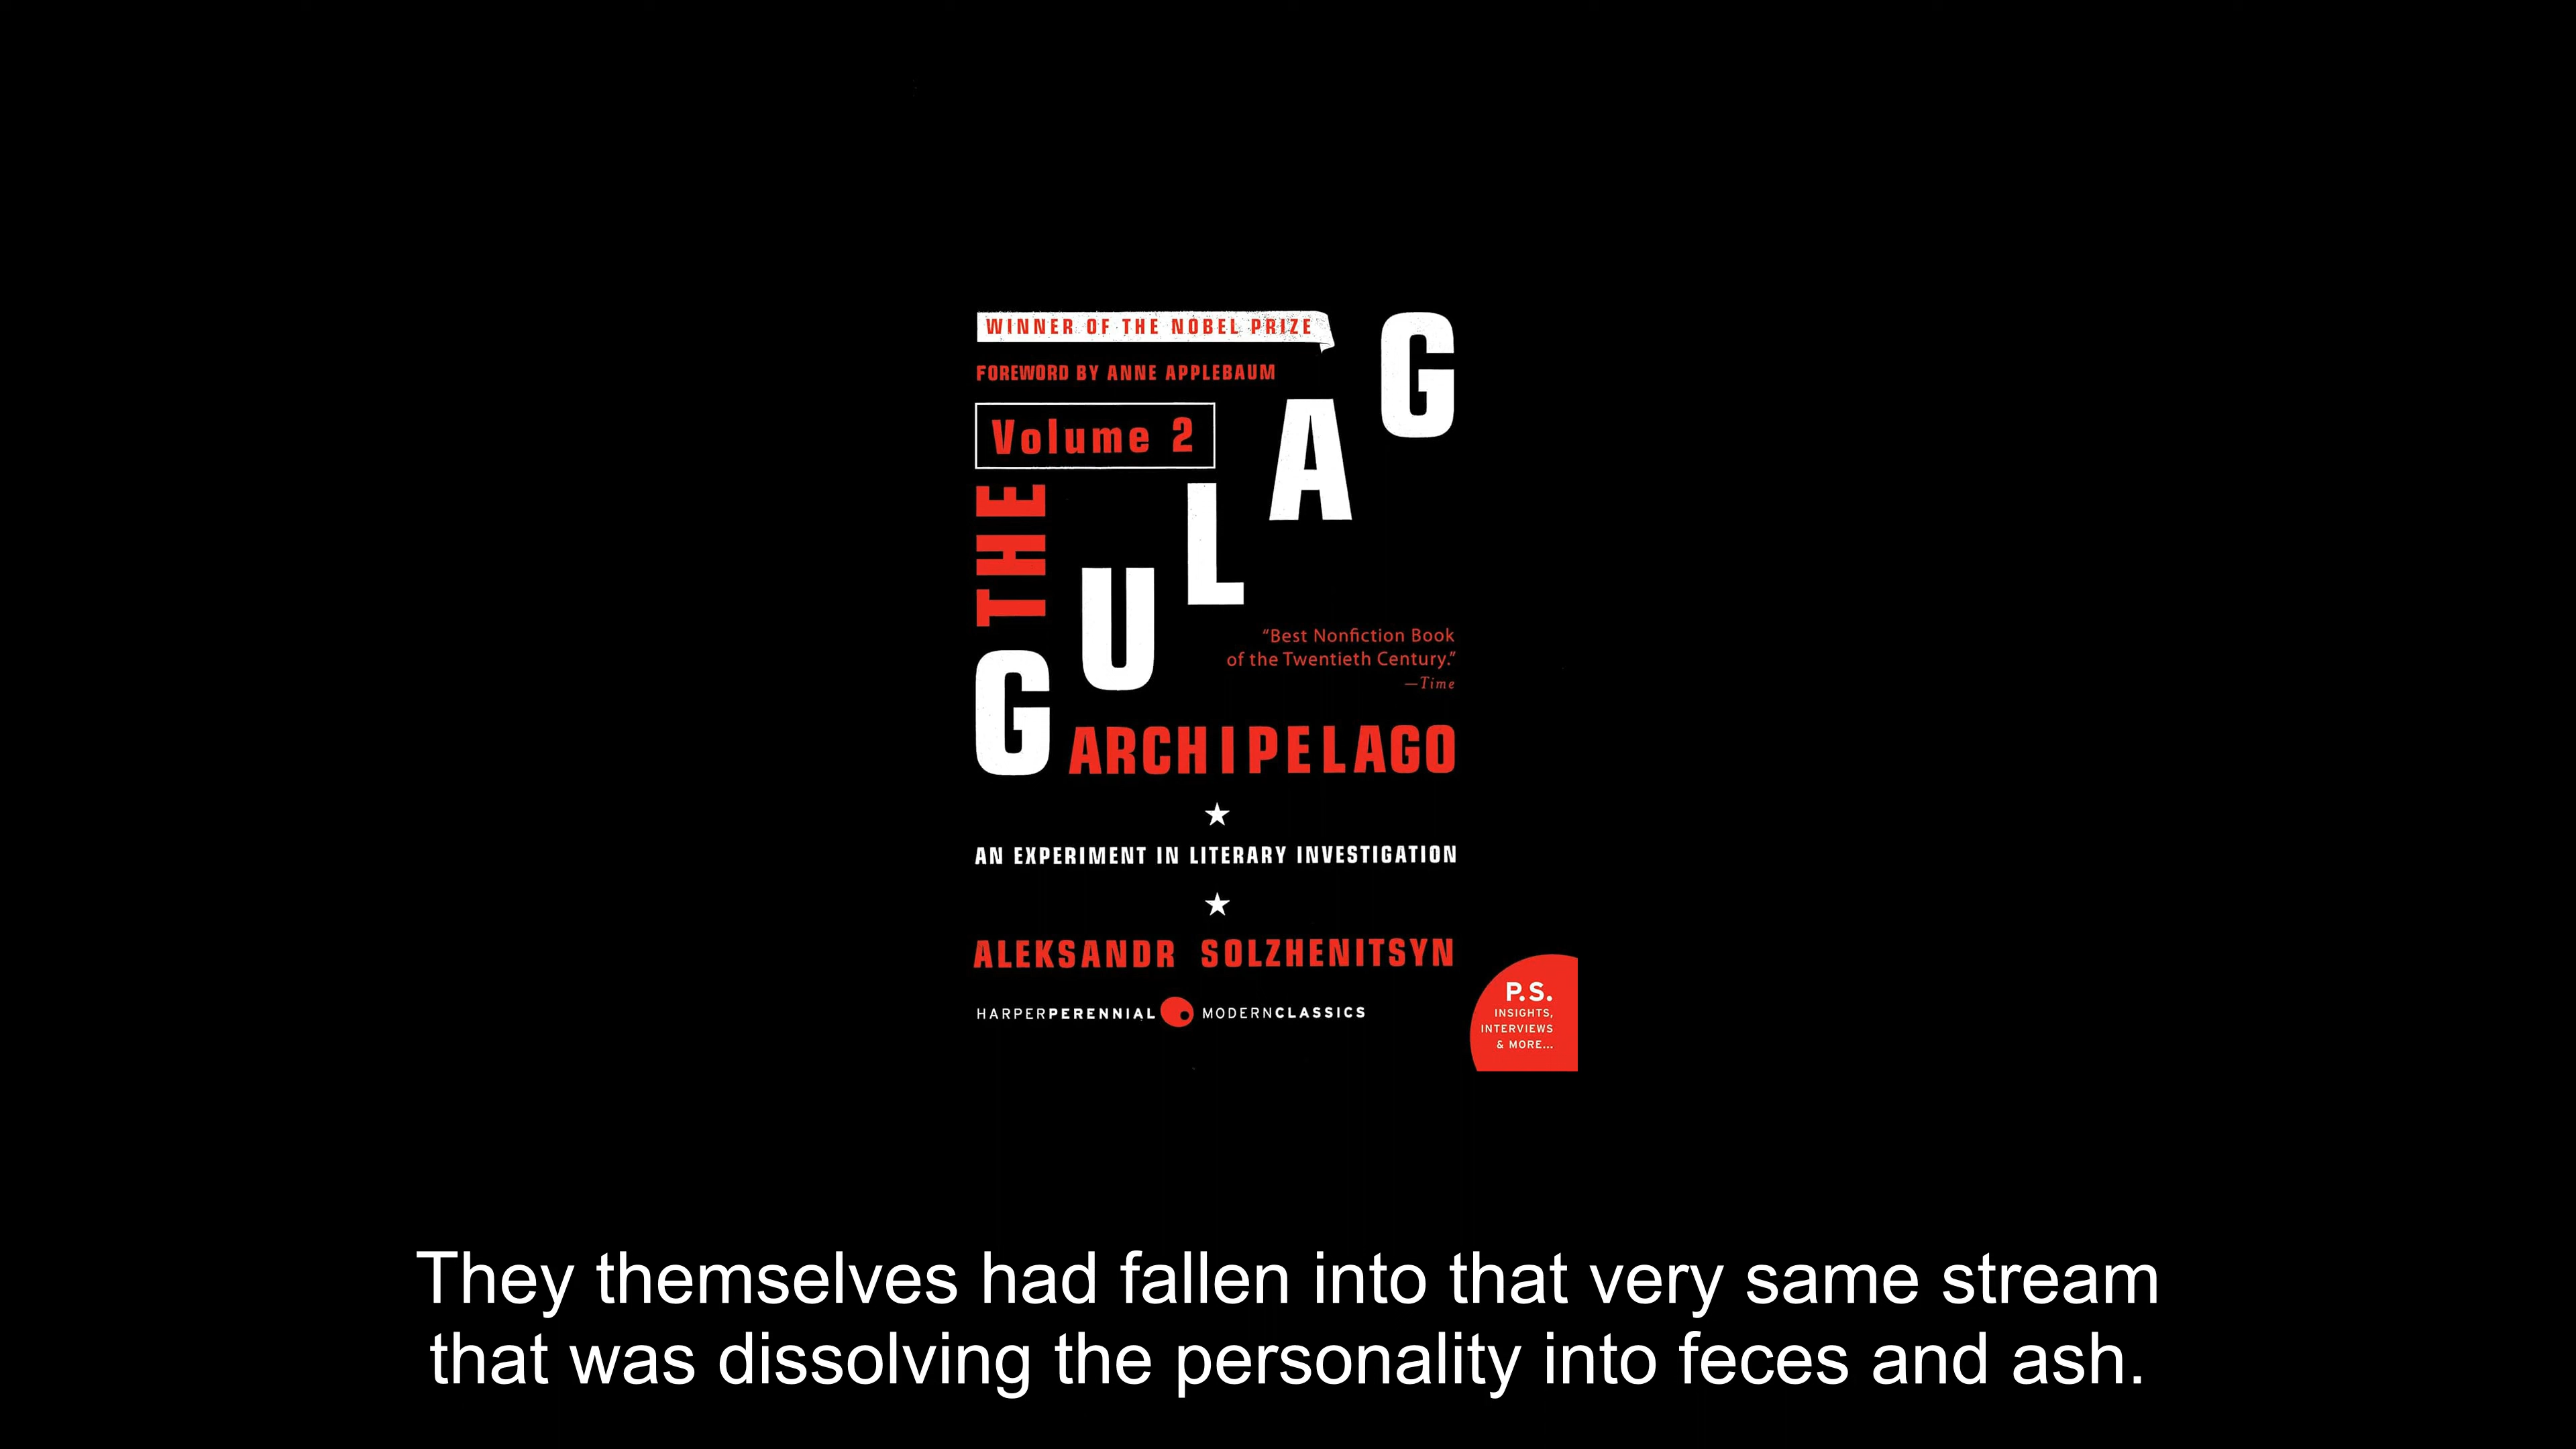 WINNER OF THE NOBEL PRIZE
FOREWORD BY ANNE APPLEBAUM
Volume 2
THE
GULAG
ARCHIPELAGO
“Best Nonfiction Book
of the Twentieth Century.”
—Time
AN EXPERIMENT IN LITERARY INVESTIGATION
ALEKSANDR SOLZHENITSYN
HARPERPERENNIAL MODERNCLASSICS
P.S.
INSIGHTS,
INTERVIEWS
& MORE...
They themselves had fallen into that very same stream
that was dissolving the personality into feces and ash.